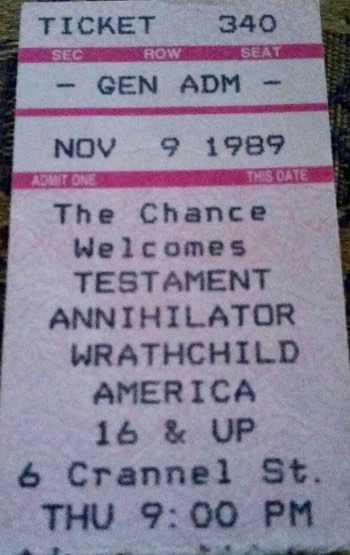 TICKET 340
SEC ROW SEAT
- GEN ADM -
NOV 9 1989
ADMIT ONE THIS DATE
The Chance
Welcomes
TESTAMENT
ANNIHILATOR
WRATHCHILD
AMERICA
16 & UP
6 Crannel St.
THU 9:00 PM